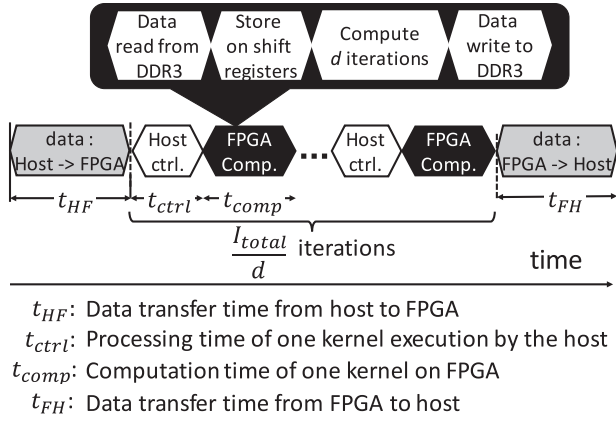 Data
read from
DDR3
Store
on shift
registers
Compute
d iterations
Data
write to
DDR3
data :
Host -> FPGA
Host
ctrl.
FPGA
Comp.
...
Host
ctrl.
FPGA
Comp.
data :
FPGA -> Host
t_HF
t_ctrl
t_comp
t_FH
I_total
d
iterations
time
t_HF: Data transfer time from host to FPGA
t_ctrl: Processing time of one kernel execution by the host
t_comp: Computation time of one kernel on FPGA
t_FH: Data transfer time from FPGA to host